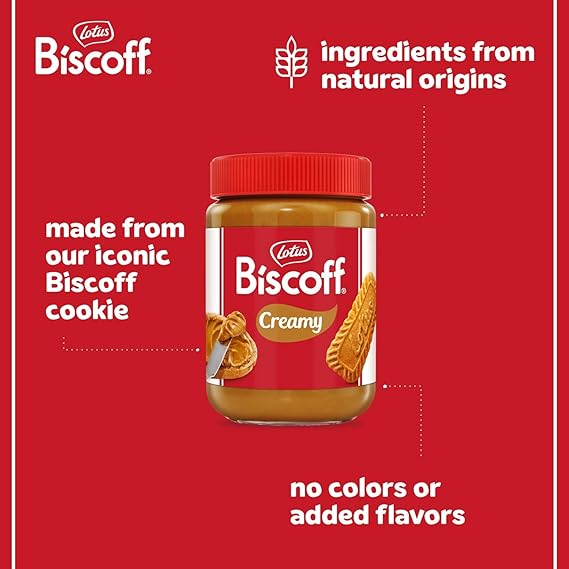 Lotus
Biscoff®
ingredients from
natural origins
made from
our iconic
Biscoff
cookie
Lotus
Biscoff®
Creamy
no colors or
added flavors